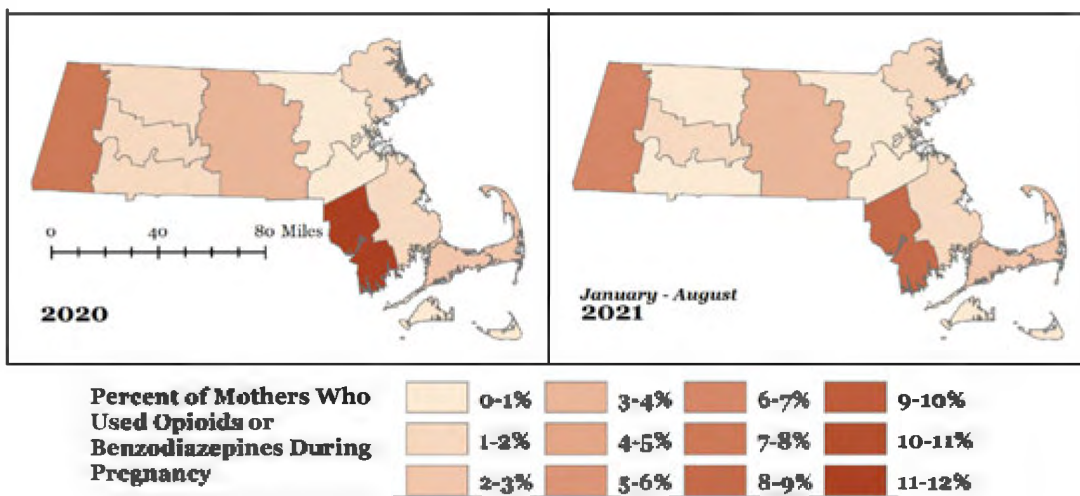 0 40 80 Miles
2020
January - August
2021
Percent of Mothers Who
Used Opioids or
Benzodiazepines During
Pregnancy
0-1%
1-2%
2-3%
3-4%
4-5%
5-6%
6-7%
7-8%
8-9%
9-10%
10-11%
11-12%